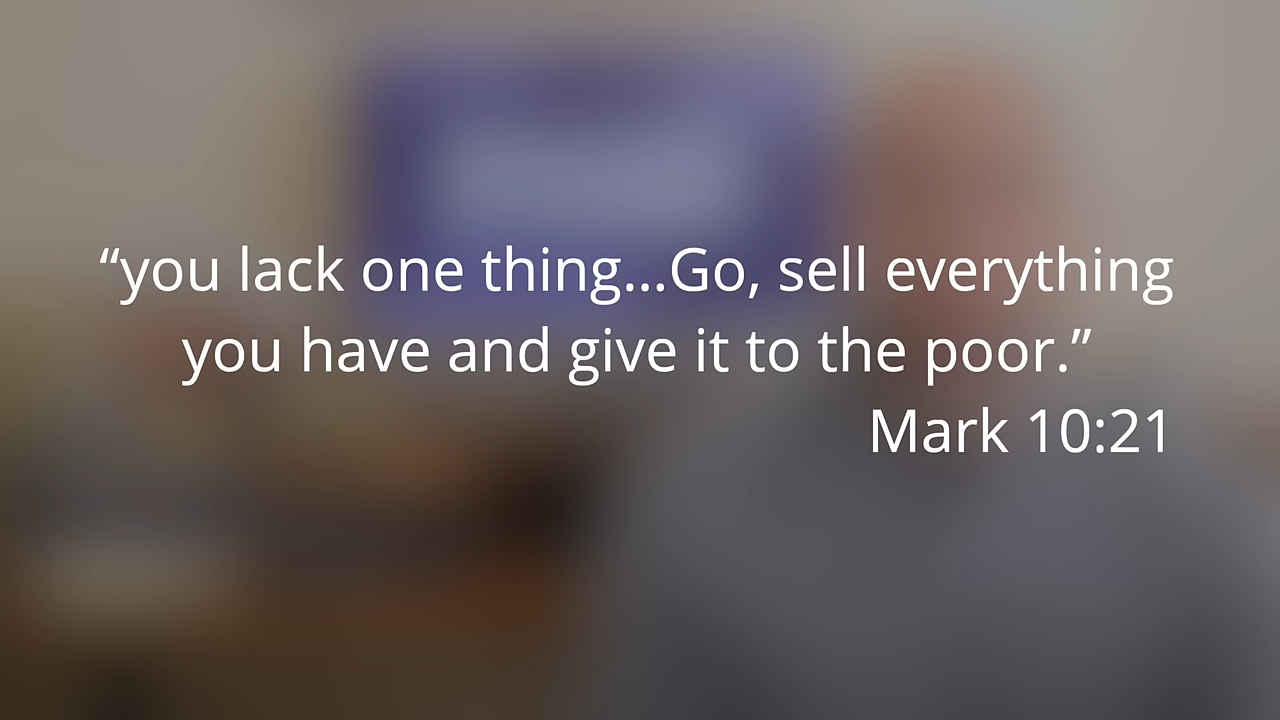 “you lack one thing...Go, sell everything
you have and give it to the poor.”
Mark 10:21